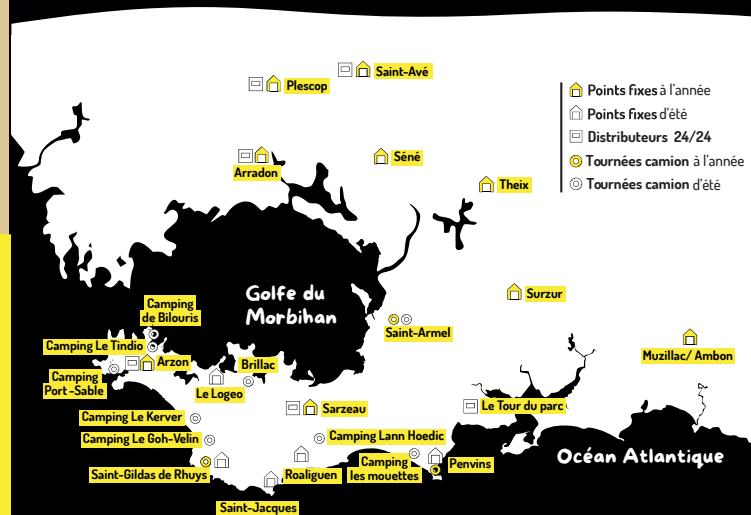 Saint-Avé
Plescop
Points fixes à l'année
Points fixes d'été
Distributeurs 24/24
Tournées camion à l'année
Tournées camion d'été
Arradon
Séné
Theix
Golfe du
Morbihan
Surzur
Camping
de Bilouris
Saint-Armel
Camping Le Tindio
Muzillac/ Ambon
Arzon
Brillac
Camping
Port-Sable
Le Logeo
Sarzeau
Le Tour du parc
Camping Le Kerver
Camping Le Goh-Velin
Camping Lann Hoedic
Océan Atlantique
Saint-Gildas de Rhuys
Roaliguen
Camping
les mouettes
Penvins
Saint-Jacques